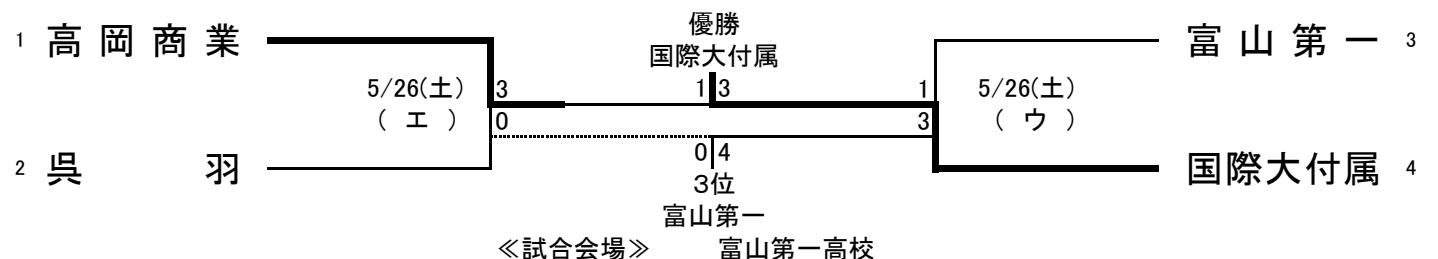 優勝
1 高岡商業
富山第一 3
国際大付属
5/26(土) 3
1 3
1 5/26(土)
( エ ) 0
3 ( ウ )
0 4
2 呉羽
国際大付属 4
3位
富山第一
≪試合会場≫ 富山第一高校